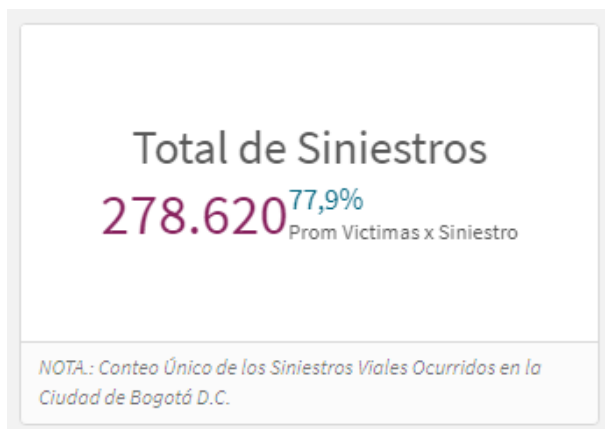 Total de Siniestros
278.620 77,9%
Prom Victimas x Siniestro
NOTA.: Conteo Único de los Siniestros Viales Ocurridos en la
Ciudad de Bogotá D.C.